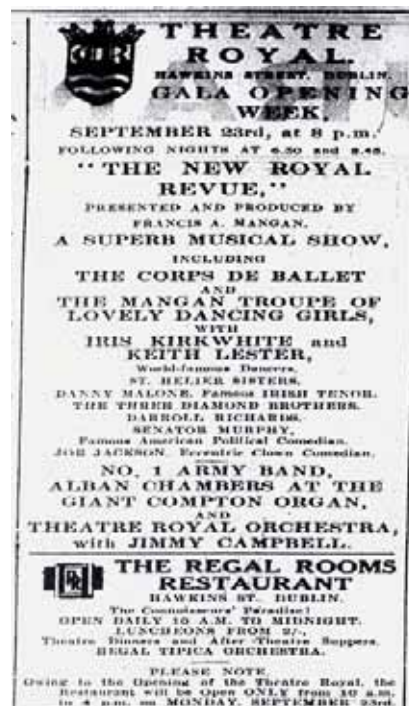 THEATRE
ROYAL.
HAWKINS STREET, DUBLIN.
GALA OPENING
WEEK,
SEPTEMBER 23rd, at 8 p.m.
FOLLOWING NIGHTS AT 6.30 and 8.45.
"THE NEW ROYAL
REVUE,"
PRESENTED AND PRODUCED BY
FRANCIS A. MANGAN.
A SUPERB MUSICAL SHOW,
INCLUDING
THE CORPS DE BALLET
AND
THE MANGAN TROUPE OF
LOVELY DANCING GIRLS,
WITH
IRIS KIRKWHITE and
KEITH LESTER,
World-famous Dancers.
ST. HELIER SISTERS.
DANNY MALONE, Famous IRISH TENOR.
THE THREE DIAMOND BROTHERS.
DARROLL RICHARDS.
SENATOR MURPHY,
Famous American Political Comedian.
JOE JACKSON, Eccentric Clown Comedian.
NO. 1 ARMY BAND,
ALBAN CHAMBERS AT THE
GIANT COMPTON ORGAN,
AND
THEATRE ROYAL ORCHESTRA,
with JIMMY CAMPBELL.
THE REGAL ROOMS
RESTAURANT
HAWKINS ST. DUBLIN.
The Connoisseurs' Paradise!
OPEN DAILY 10 A.M. TO MIDNIGHT.
LUNCHEONS FROM 2/-,
Theatre Dinners and After Theatre Suppers.
REGAL TIPICA ORCHESTRA.
PLEASE NOTE
Owing to the Opening of the Theatre Royal, the
Restaurant will be Open ONLY from 10 a.m.
to 4 p.m. on MONDAY, SEPTEMBER 23rd.